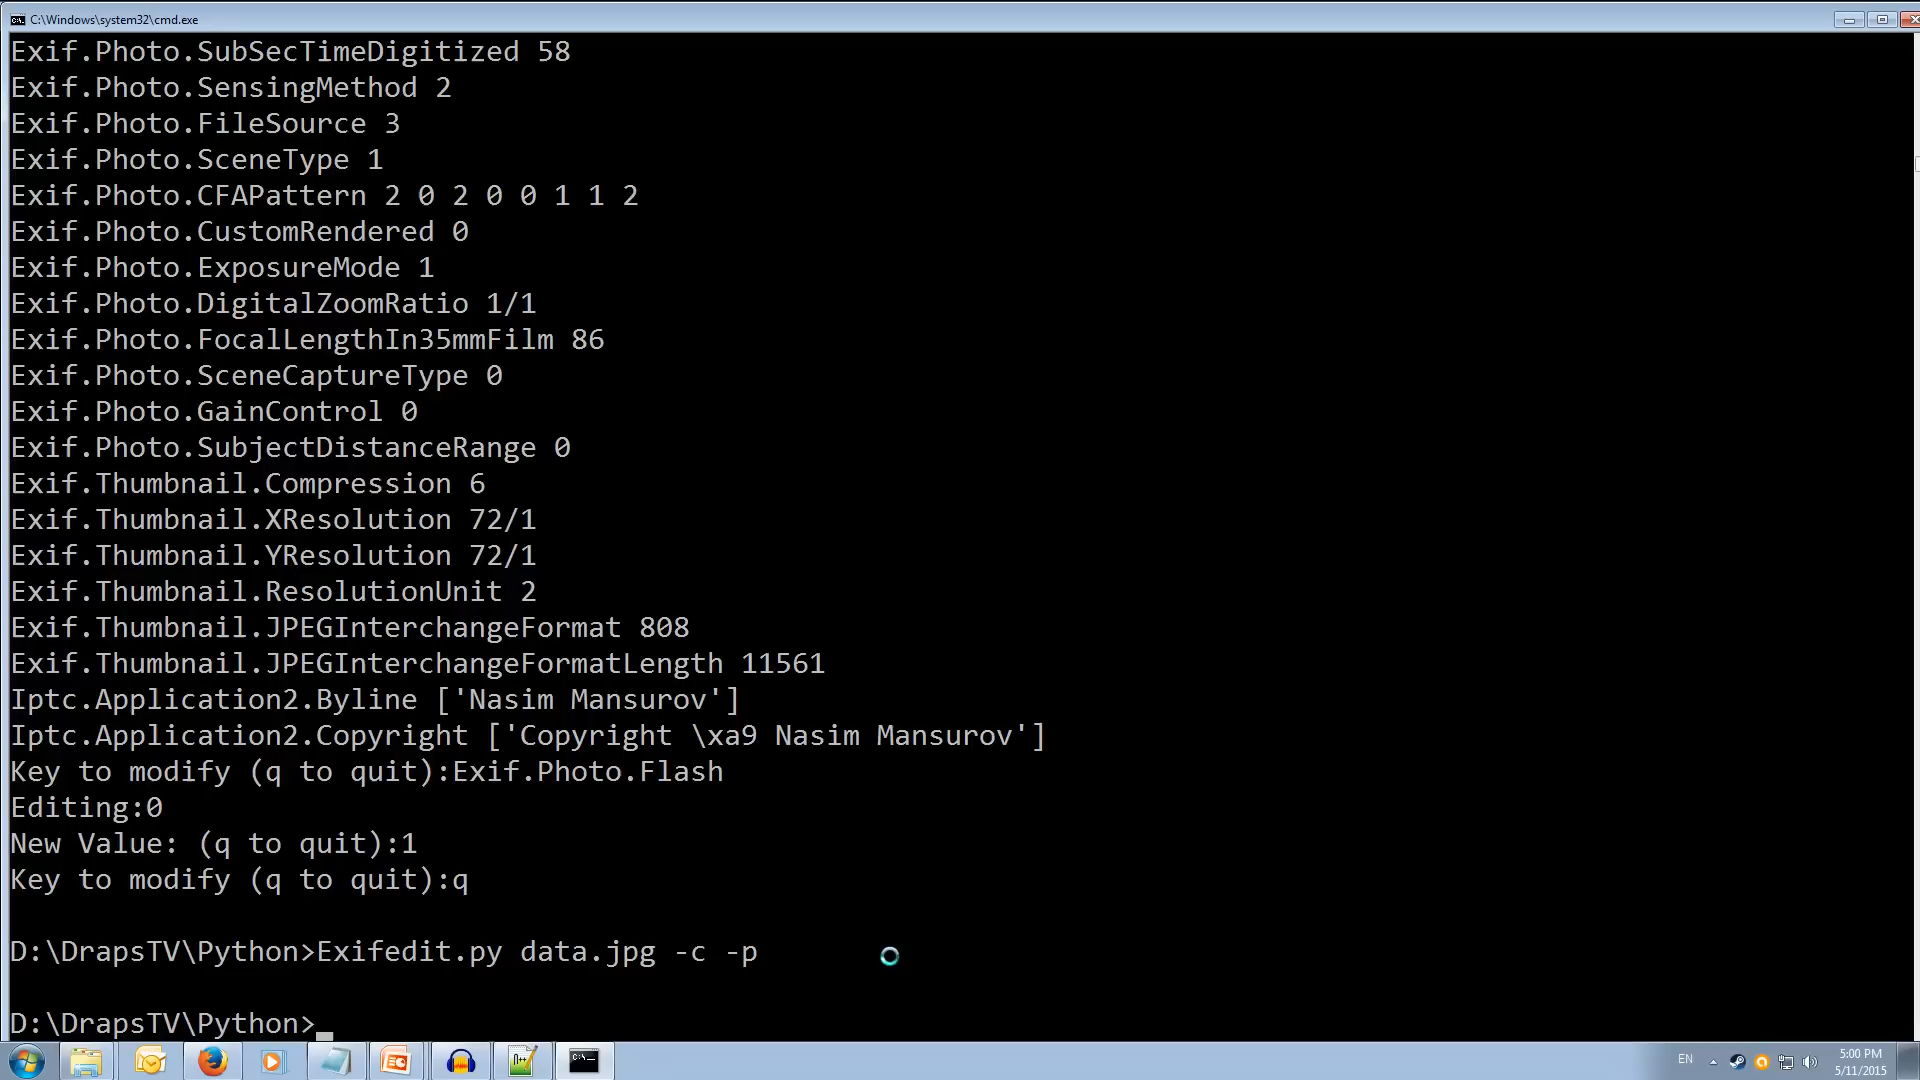 C:\Windows\system32\cmd.exe
Exif.Photo.SubSecTimeDigitized 58
Exif.Photo.SensingMethod 2
Exif.Photo.FileSource 3
Exif.Photo.SceneType 1
Exif.Photo.CFAPattern 2 0 2 0 0 1 1 2
Exif.Photo.CustomRendered 0
Exif.Photo.ExposureMode 1
Exif.Photo.DigitalZoomRatio 1/1
Exif.Photo.FocalLengthIn35mmFilm 86
Exif.Photo.SceneCaptureType 0
Exif.Photo.GainControl 0
Exif.Photo.SubjectDistanceRange 0
Exif.Thumbnail.Compression 6
Exif.Thumbnail.XResolution 72/1
Exif.Thumbnail.YResolution 72/1
Exif.Thumbnail.ResolutionUnit 2
Exif.Thumbnail.JPEGInterchangeFormat 808
Exif.Thumbnail.JPEGInterchangeFormatLength 11561
Iptc.Application2.Byline ['Nasim Mansurov']
Iptc.Application2.Copyright ['Copyright \xa9 Nasim Mansurov']
Key to modify (q to quit):Exif.Photo.Flash
Editing:0
New Value: (q to quit):1
Key to modify (q to quit):q
D:\DrapsTV\Python>Exifedit.py data.jpg -c -p
D:\DrapsTV\Python>_
EN
5:00 PM
5/11/2015